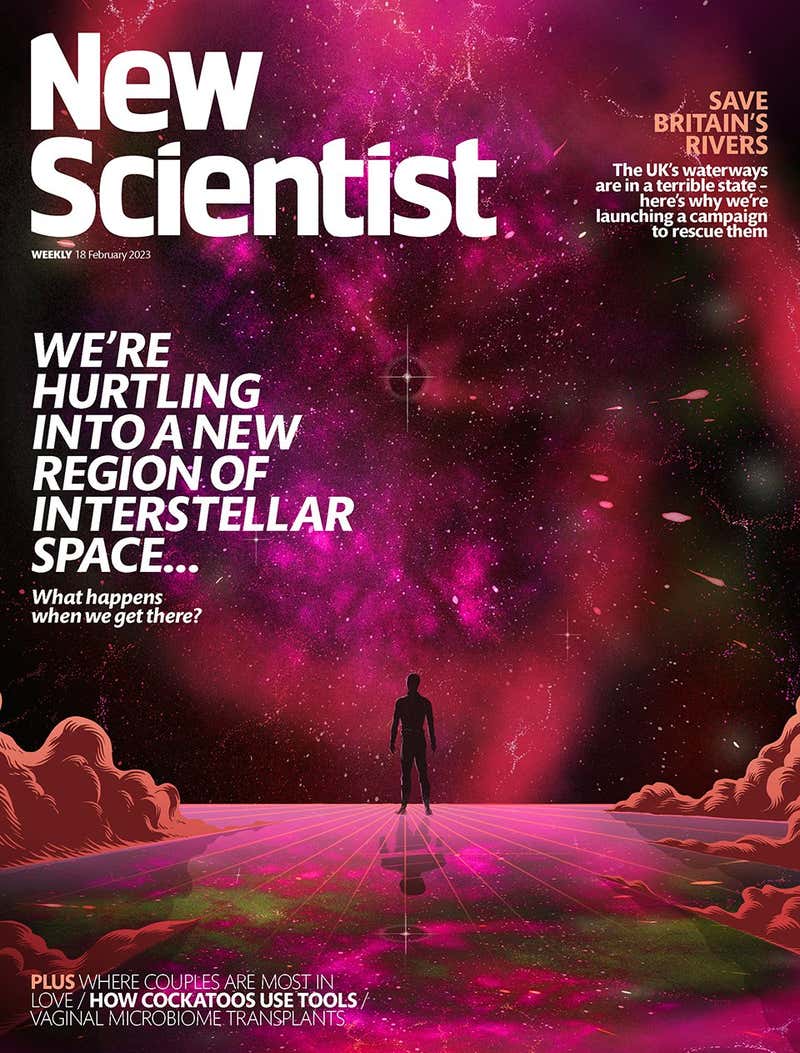 New
Scientist
WEEKLY 18 February 2023
SAVE
BRITAIN'S
RIVERS
The UK's waterways
are in a terrible state –
here's why we're
launching a campaign
to rescue them
WE'RE
HURTLING
INTO A NEW
REGION OF
INTERSTELLAR
SPACE...
What happens
when we get there?
PLUS WHERE COUPLES ARE MOST IN
LOVE / HOW COCKATOOS USE TOOLS /
VAGINAL MICROBIOME TRANSPLANTS